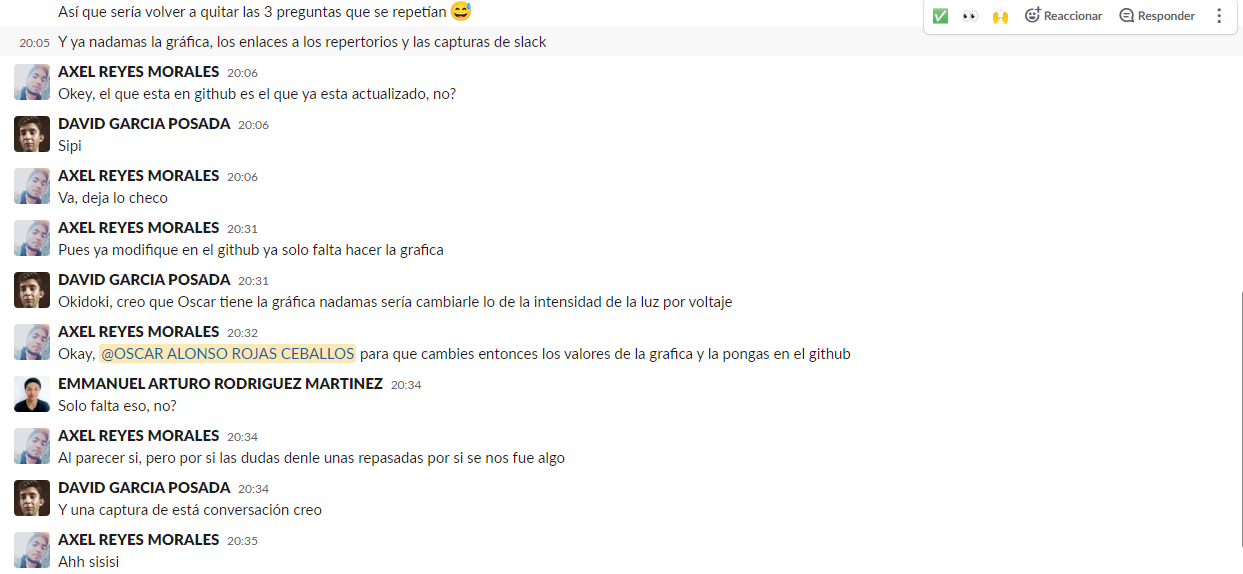 Así que sería volver a quitar las 3 preguntas que se repetían 😅
Reaccionar
Responder
20:05 Y ya nadamas la gráfica, los enlaces a los repertorios y las capturas de slack
AXEL REYES MORALES 20:06
Okey, el que esta en github es el que ya esta actualizado, no?
DAVID GARCIA POSADA 20:06
Sipi
AXEL REYES MORALES 20:06
Va, deja lo checo
AXEL REYES MORALES 20:31
Pues ya modifique en el github ya solo falta hacer la grafica
DAVID GARCIA POSADA 20:31
Okidoki, creo que Oscar tiene la gráfica nadamas sería cambiarle lo de la intensidad de la luz por voltaje
AXEL REYES MORALES 20:32
Okay, @OSCAR ALONSO ROJAS CEBALLOS para que cambies entonces los valores de la grafica y la pongas en el github
EMMANUEL ARTURO RODRIGUEZ MARTINEZ 20:34
Solo falta eso, no?
AXEL REYES MORALES 20:34
Al parecer si, pero por si las dudas denle unas repasadas por si se nos fue algo
DAVID GARCIA POSADA 20:34
Y una captura de está conversación creo
AXEL REYES MORALES 20:35
Ahh sisisi